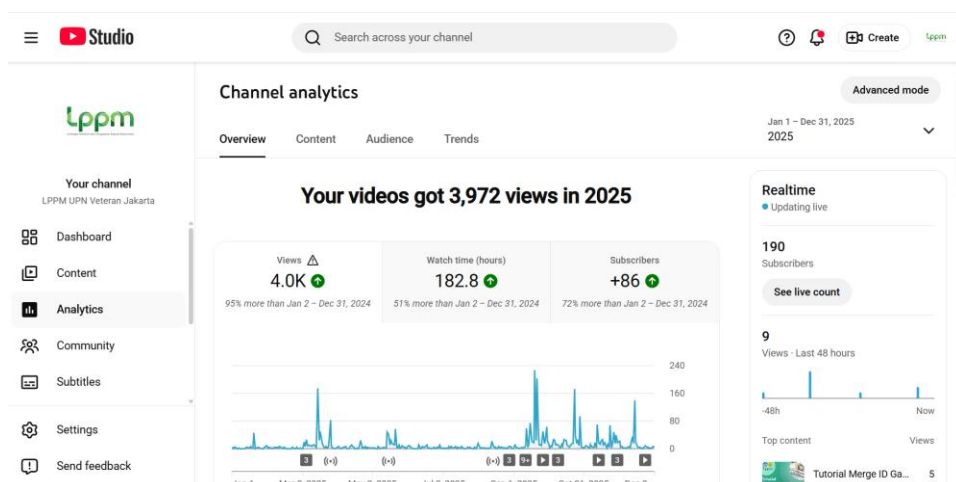 Studio
Search across your channel
Create
Lppm
Lppm
Your channel
LPPM UPN Veteran Jakarta
Dashboard
Content
Analytics
Community
Subtitles
Settings
Send feedback
Channel analytics
Advanced mode
Overview Content Audience Trends
Jan 1 – Dec 31, 2025
2025
Your videos got 3,972 views in 2025
Views
4.0K
95% more than Jan 2 – Dec 31, 2024
Watch time (hours)
182.8
51% more than Jan 2 – Dec 31, 2024
Subscribers
+86
72% more than Jan 2 – Dec 31, 2024
240
160
80
0
3 3 9+ 3 3
Realtime
Updating live
190
Subscribers
See live count
9
Views · Last 48 hours
-48h Now
Top content Views
Tutorial Merge ID Ga... 5